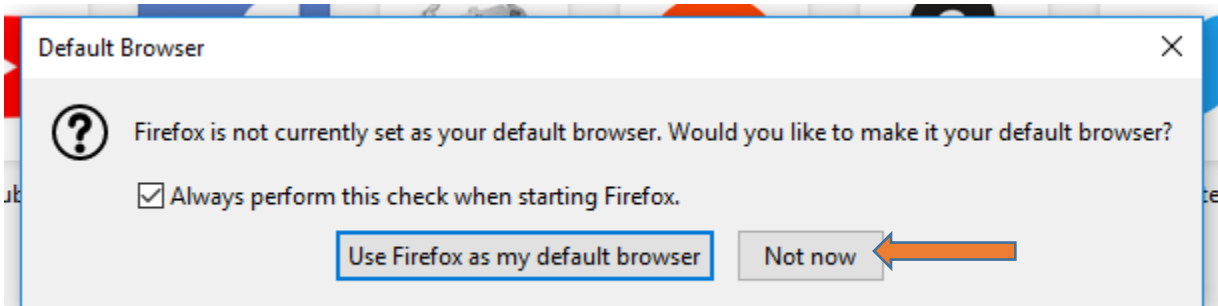 Default Browser
Firefox is not currently set as your default browser. Would you like to make it your default browser?
Always perform this check when starting Firefox.
Use Firefox as my default browser
Not now